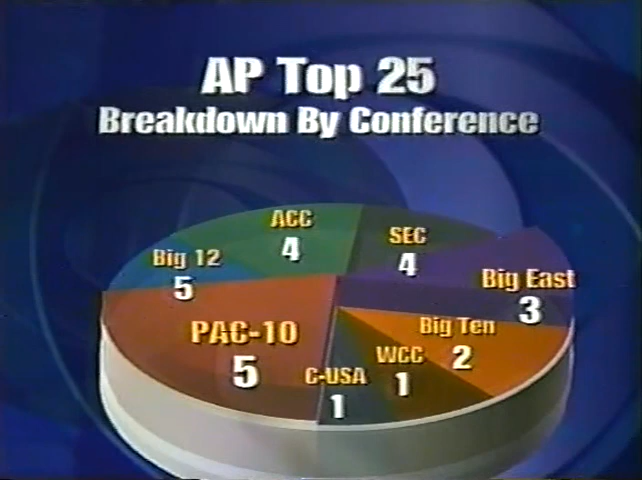 AP Top 25
Breakdown By Conference
ACC
4
SEC
4
Big 12
5
Big East
3
PAC-10
5
Big Ten
2
WCC
1
C-USA
1